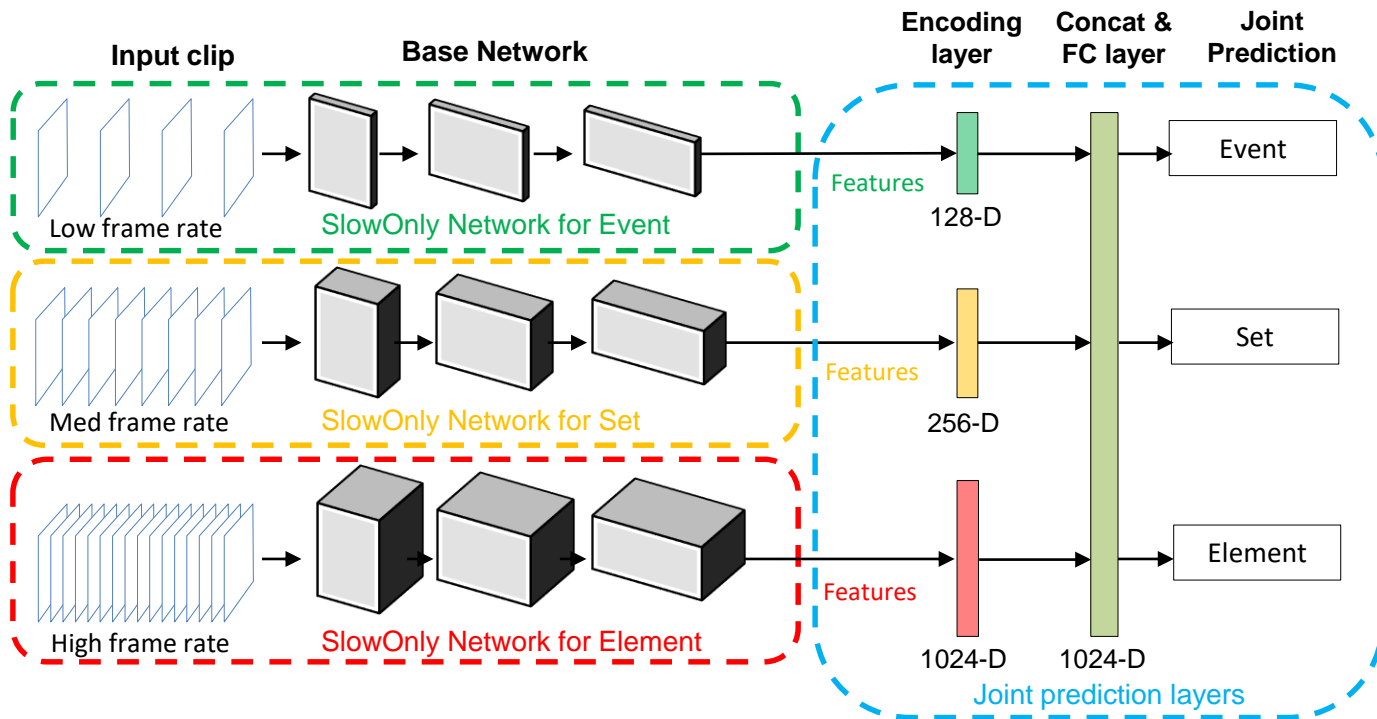 Input clip
Base Network
Encoding
layer
Concat &
FC layer
Joint
Prediction
Low frame rate
SlowOnly Network for Event
Features
128-D
Event
Med frame rate
SlowOnly Network for Set
Features
256-D
Set
High frame rate
SlowOnly Network for Element
Features
1024-D
1024-D
Element
Joint prediction layers